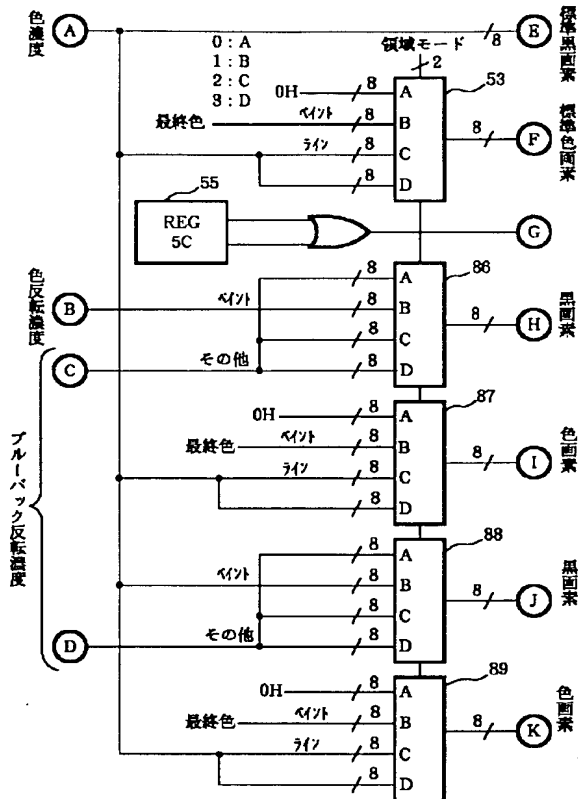 色濃度
A
0：A
1：B
2：C
3：D
8
E
標準黒画素
領域モード
2
53
0H
8
A
最終色
ペイント
8
B
ライン
8
C
8
D
8
F
標準色画素
55
REG
5C
G
86
色反転濃度
B
8
A
ペイント
8
B
8
C
その他
8
D
C
8
H
黒画素
ブルーバック反転濃度
87
0H
8
A
最終色
ペイント
8
B
ライン
8
C
8
D
8
I
色画素
88
8
A
ペイント
8
B
8
C
その他
8
D
D
8
J
黒画素
89
0H
8
A
最終色
ペイント
8
B
ライン
8
C
8
D
8
K
色画素